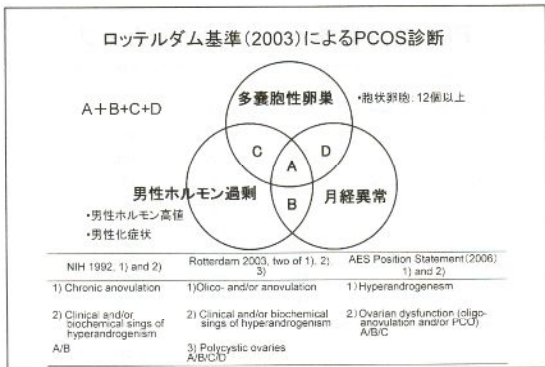 ロッテルダム基準(2003)によるPCOS診断
多嚢胞性卵巣
・胞状卵胞:12個以上
A+B+C+D
C
D
A
男性ホルモン過剰
B
月経異常
・男性ホルモン高値
・男性化症状
NIH 1992, 1) and 2)
Rotterdam 2003, two of 1). 2). 3)
AES Position Statement(2006) 1) and 2)
1) Chronic anovulation
1)Olico- and/or anovulation
1)Hyperandrogenesm
2) Clinical and/or biochemical sings of hyperandrogenism
2) Clinical and/or biochemical sings of hyperandrogenism
2)Ovarian dysfunction (oligo-anovulation and/or PCO)
A/B/C
A/B
3) Polycystic ovaries
A/B/C/D